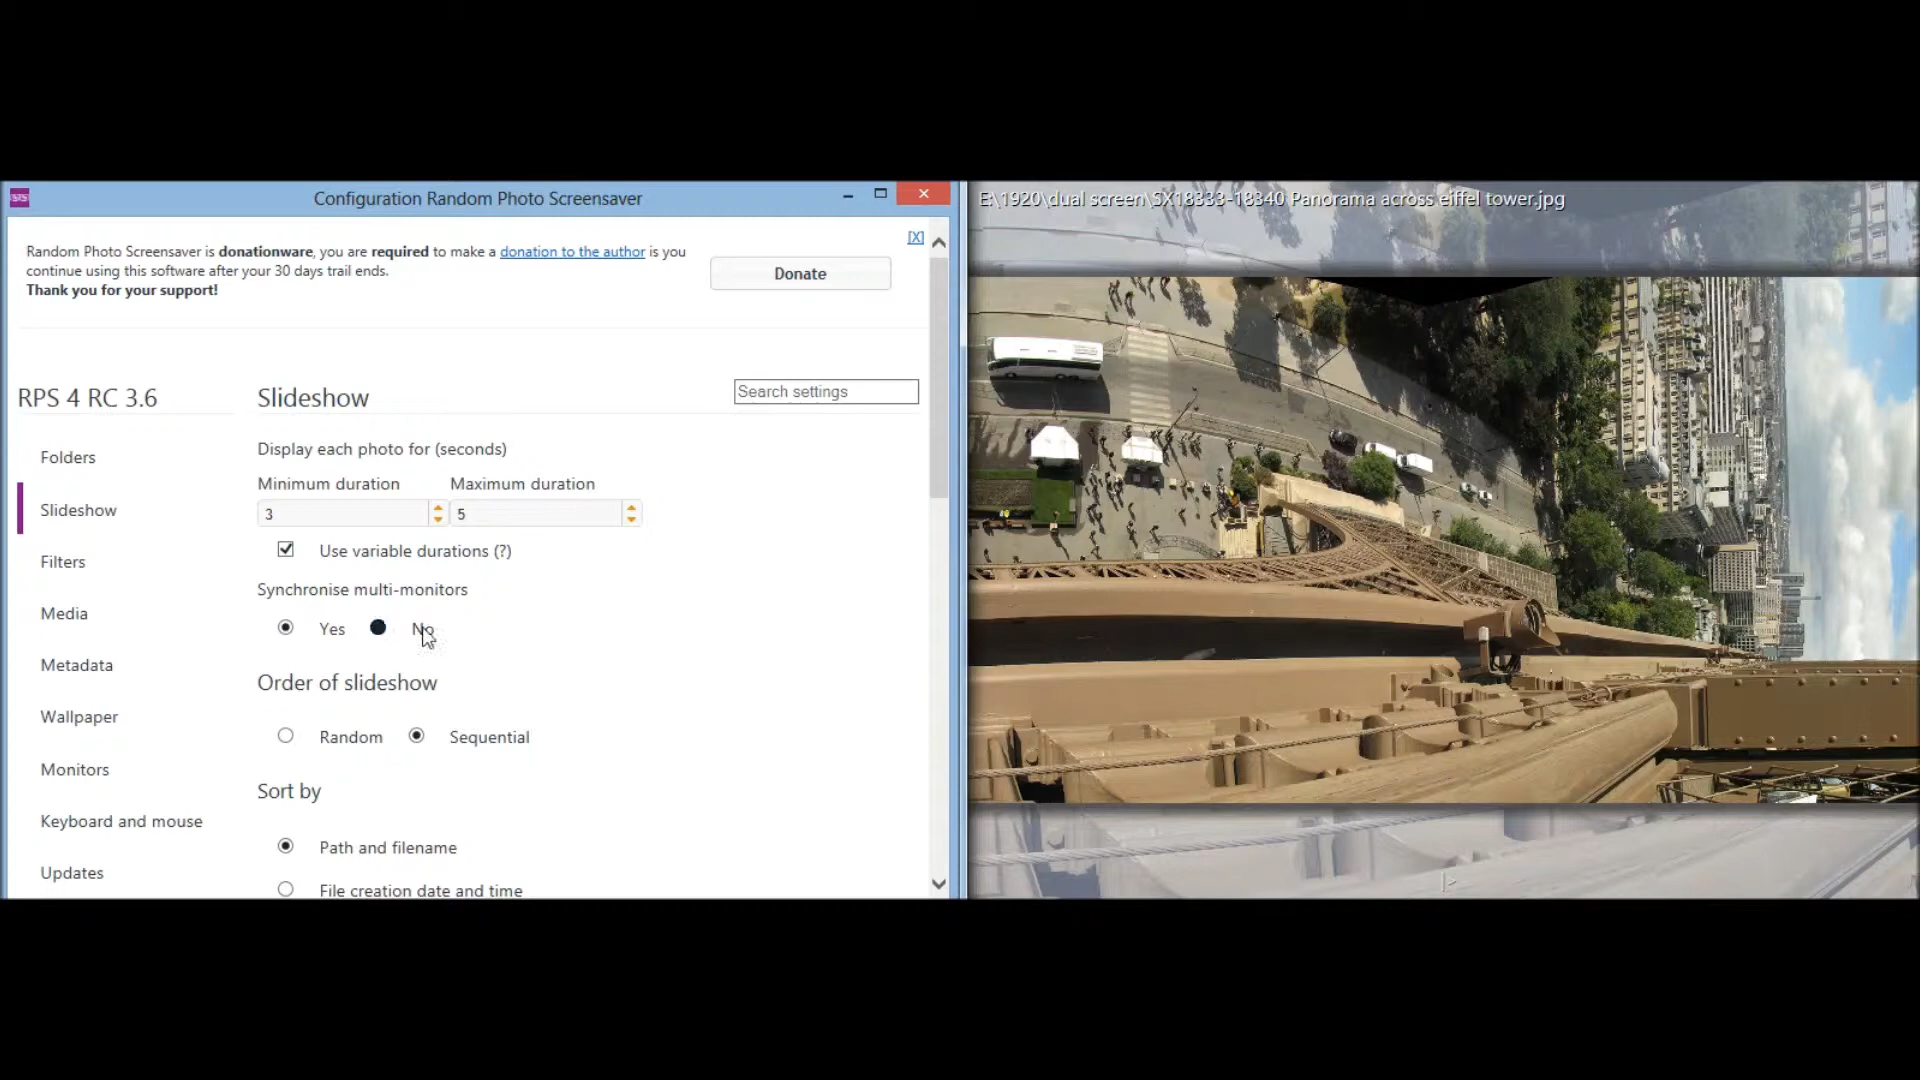 Configuration Random Photo Screensaver
[X]
Random Photo Screensaver is donationware, you are required to make a donation to the author is you
continue using this software after your 30 days trail ends.
Thank you for your support!
Donate
RPS 4 RC 3.6
Folders
Slideshow
Filters
Media
Metadata
Wallpaper
Monitors
Keyboard and mouse
Updates
Slideshow
Search settings
Display each photo for (seconds)
Minimum duration Maximum duration
3 5
Use variable durations (?)
Synchronise multi-monitors
Yes No
Order of slideshow
Random Sequential
Sort by
Path and filename
File creation date and time
E:\1920\dual screen\SX18333-18340 Panorama across eiffel tower.jpg